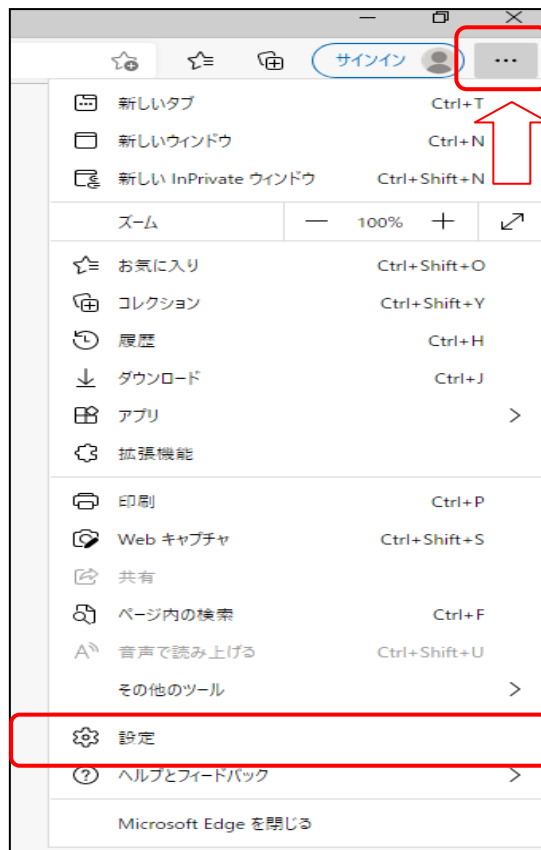 サインイン
新しいタブ Ctrl+T
新しいウィンドウ Ctrl+N
新しい InPrivate ウィンドウ Ctrl+Shift+N
ズーム — 100% +
お気に入り Ctrl+Shift+O
コレクション Ctrl+Shift+Y
履歴 Ctrl+H
ダウンロード Ctrl+J
アプリ
拡張機能
印刷 Ctrl+P
Web キャプチャ Ctrl+Shift+S
共有
ページ内の検索 Ctrl+F
音声で読み上げる Ctrl+Shift+U
その他のツール
設定
ヘルプとフィードバック
Microsoft Edge を閉じる